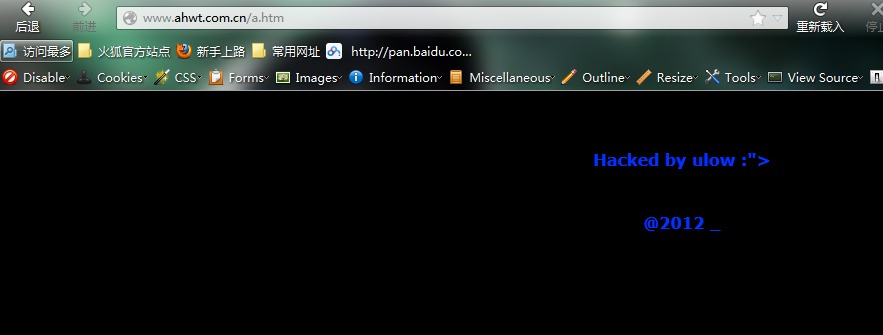 后退 前进 www.ahwt.com.cn/a.htm 重新载入 停止
访问最多 火狐官方站点 新手上路 常用网址 http://pan.baidu.co...
Disable Cookies CSS Forms Images Information Miscellaneous Outline Resize Tools View Source
Hacked by ulow :">
@2012 _